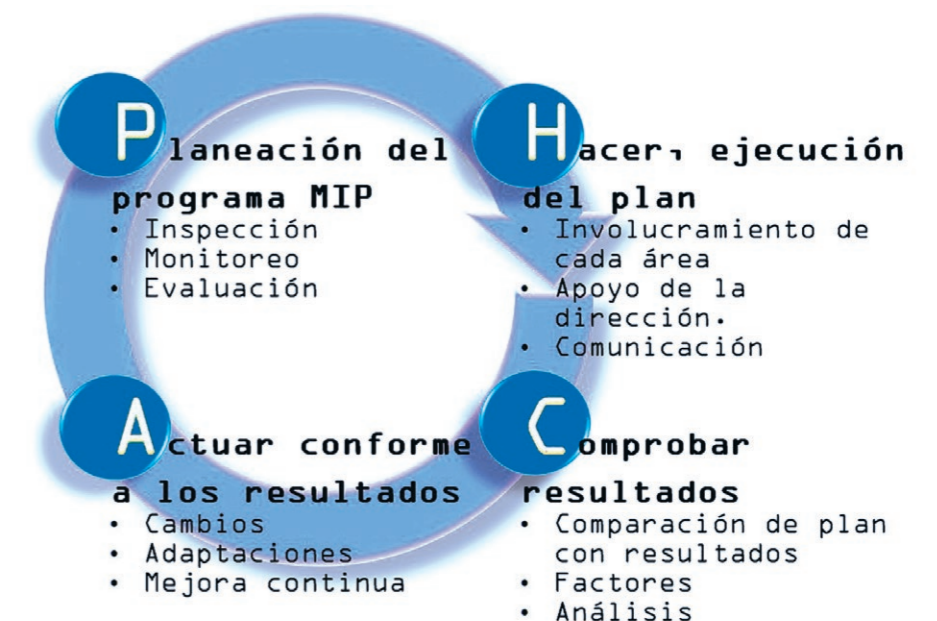 Planeación del
programa MIP
• Inspección
• Monitoreo
• Evaluación
Hacer, ejecución
del plan
• Involucramiento de
cada área
• Apoyo de la
dirección.
• Comunicación
Actuar conforme
a los resultados
• Cambios
• Adaptaciones
• Mejora continua
Comprobar
resultados
• Comparación de plan
con resultados
• Factores
• Análisis